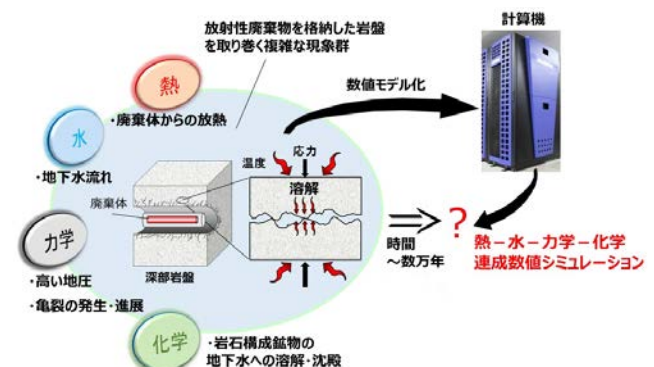 放射性廃棄物を格納した岩盤
を取り巻く複雑な現象群
計算機
熱
・廃棄体からの放熱
数値モデル化
水
・地下水流れ
温度
応力
溶解
廃棄体
力学
深部岩盤
・高い地圧
・亀裂の発生・進展
時間
～数万年
?
熱－水－力学－化学
連成数値シミュレーション
化学
・岩石構成鉱物の
地下水への溶解・沈殿